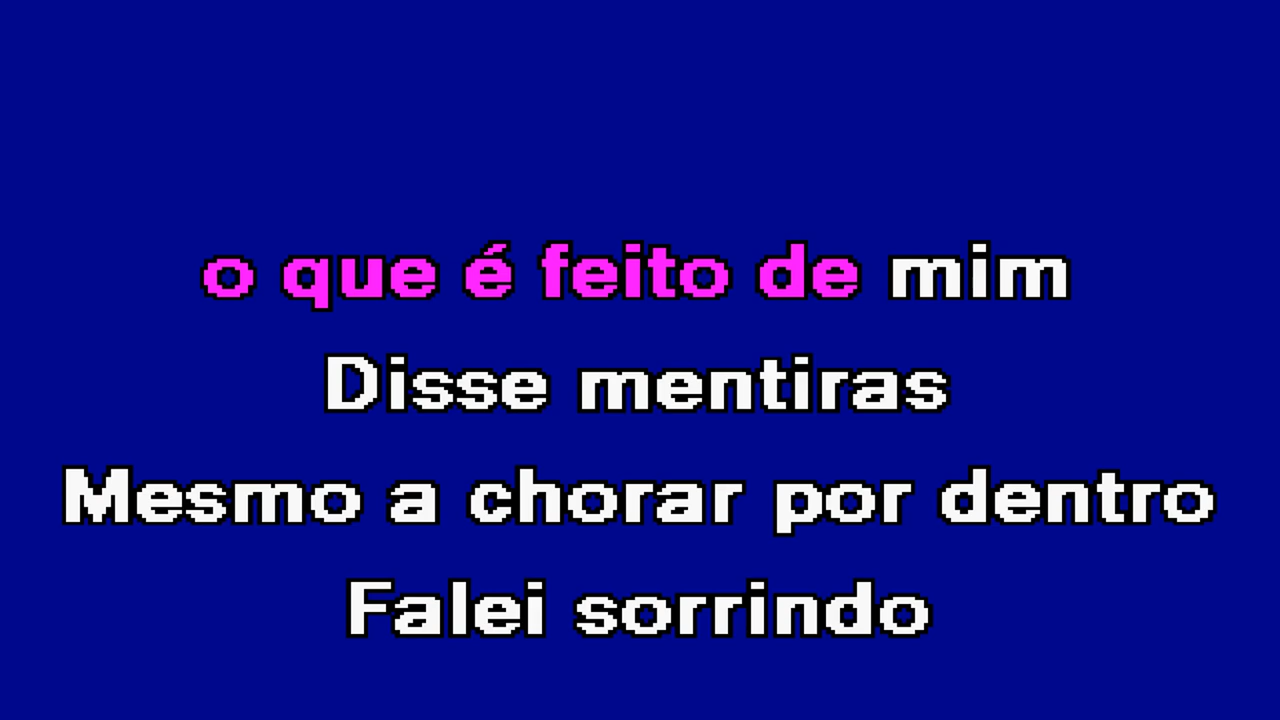 o que é feito de mim
Disse mentiras
Mesmo a chorar por dentro
Falei sorrindo